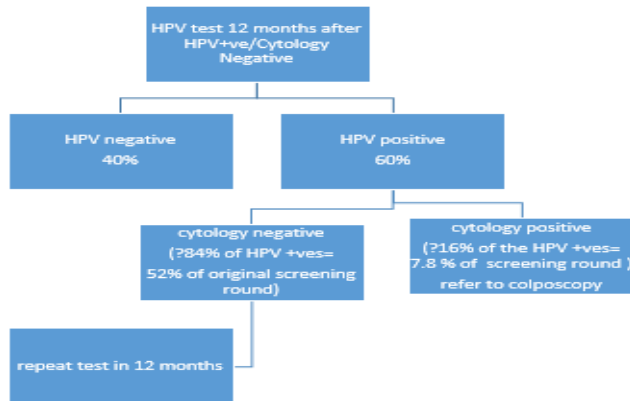 HPV test 12 months after
HPV+ve/Cytology
Negative
HPV negative
40%
HPV positive
60%
cytology negative
(?84% of HPV +ves=
52% of original screening
round)
cytology positive
(?16% of the HPV +ves=
7.8 % of screening round )
refer to colposcopy
repeat test in 12 months